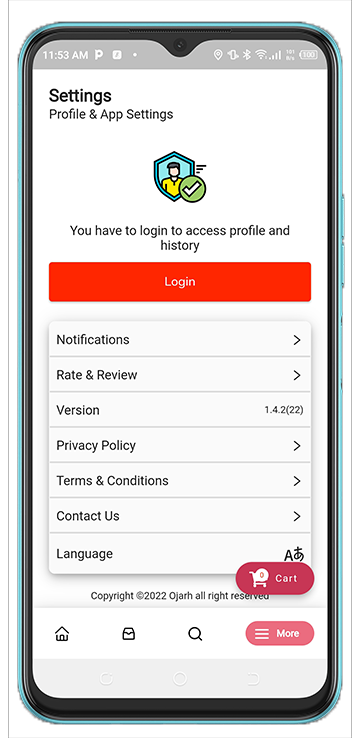 11:53 AM P
Settings
Profile & App Settings
You have to login to access profile and
history
Login
Notifications
Rate & Review
Version 1.4.2(22)
Privacy Policy
Terms & Conditions
Contact Us
Language Aあ
0 Cart
Copyright ©2022 Ojarh all right reserved
More